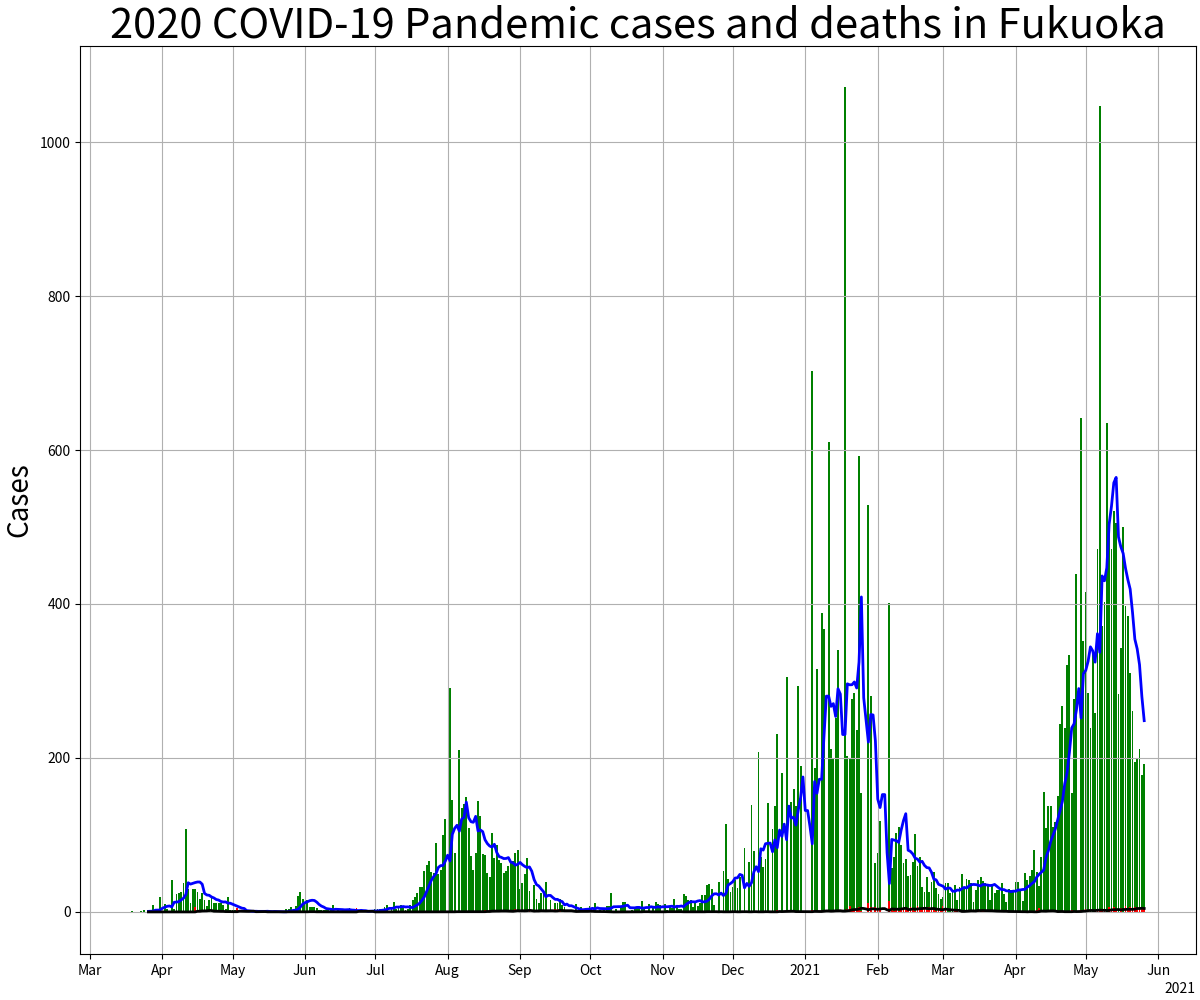 2020 COVID-19 Pandemic cases and deaths in Fukuoka
Cases
1000
800
600
400
200
0
Mar Apr May Jun Jul Aug Sep Oct Nov Dec 2021 Feb Mar Apr May Jun
2021